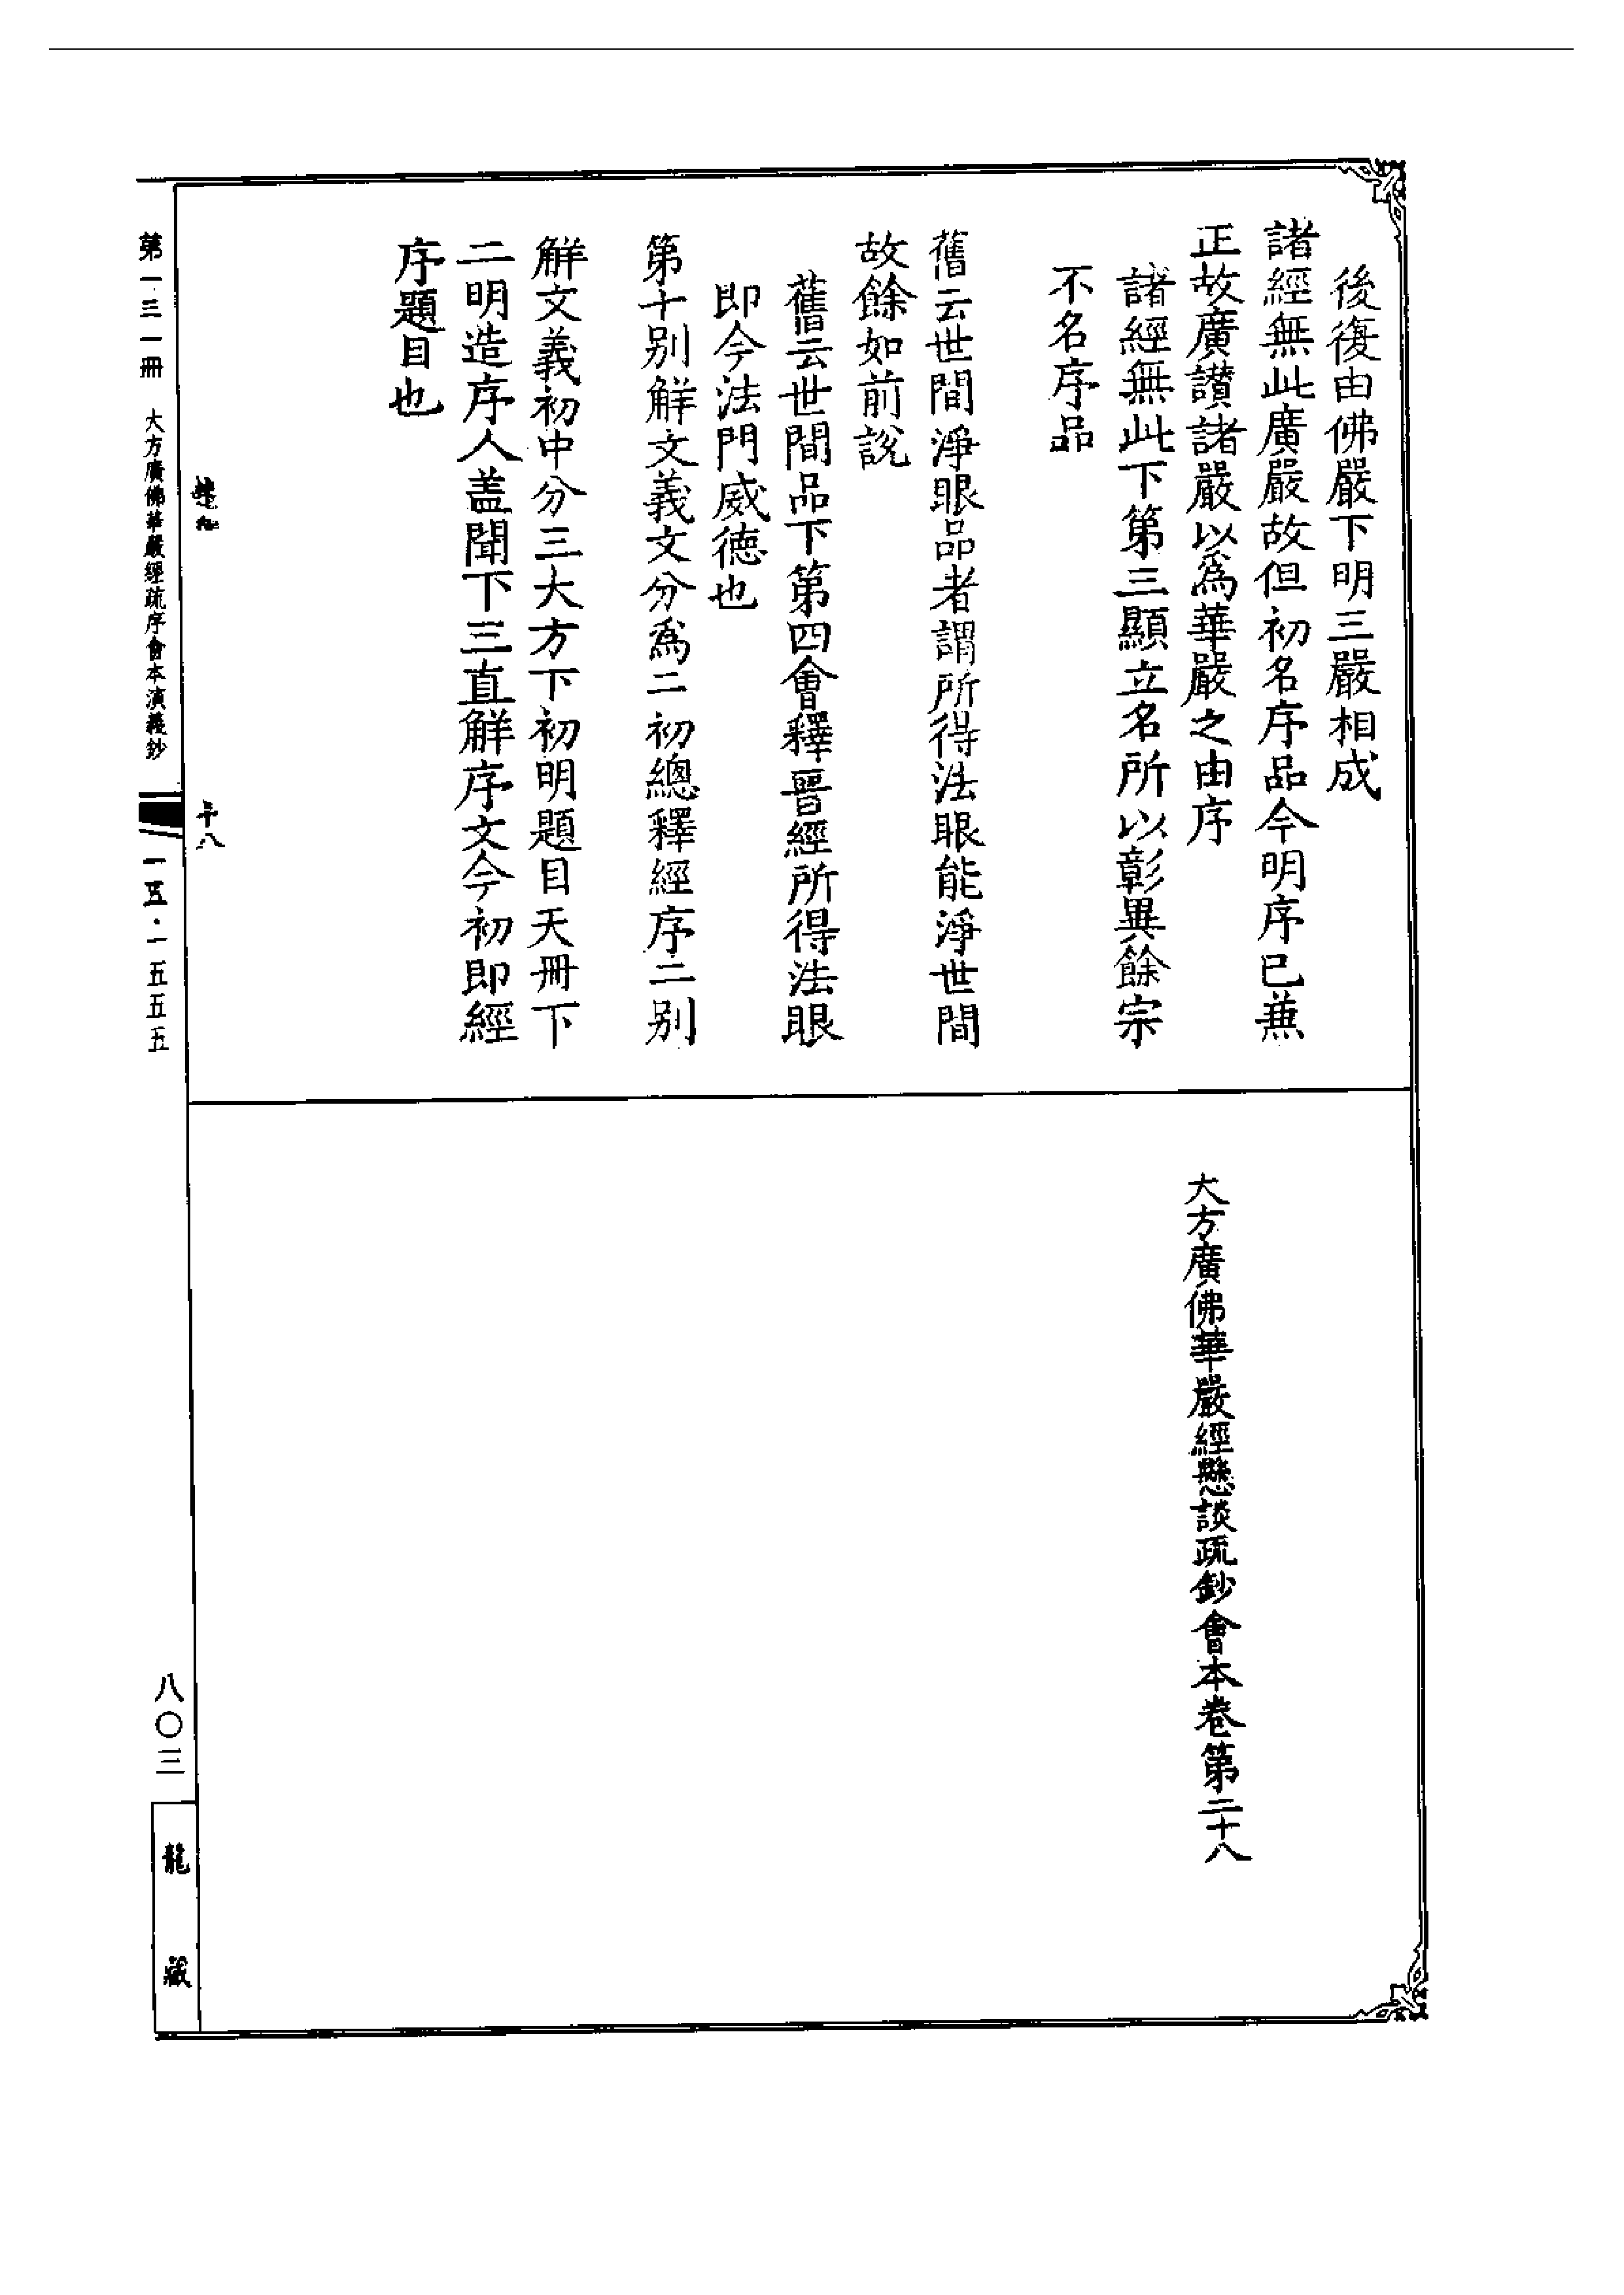 後復由佛嚴下明三嚴相成
諸經無此廣嚴故但初名序品今明序已兼
正故廣讚諸嚴以爲華嚴之由序
諸經無此下第三顯立名所以彰異餘宗
不名序品
舊云世間淨眼品者謂所得法眼能淨世間
故餘如前說
舊云世間品下第四會釋晉經所得法眼
即今法門威德也
第十別解文義文分爲二初總釋經序二別
解文義初中分三大方下初明題目天冊下
二明造序人盖聞下三直解序文今初即經
序題目也
大方廣佛華嚴經懸談疏鈔會本卷第二十八
第一三一冊 大方廣佛華嚴經疏序會本演義鈔
一五·一五五五
八〇三
龍藏